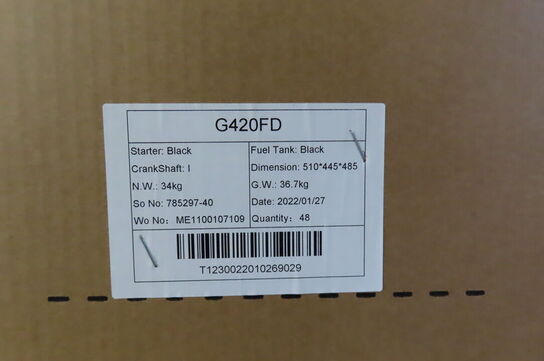 G420FD
Starter: Black Fuel Tank: Black
CrankShaft: I Dimension: 510*445*485
N.W.: 34kg G.W.: 36.7kg
So No: 785297-40 Date: 2022/01/27
Wo No: ME1100107109 Quantity: 48
T1230022010269029